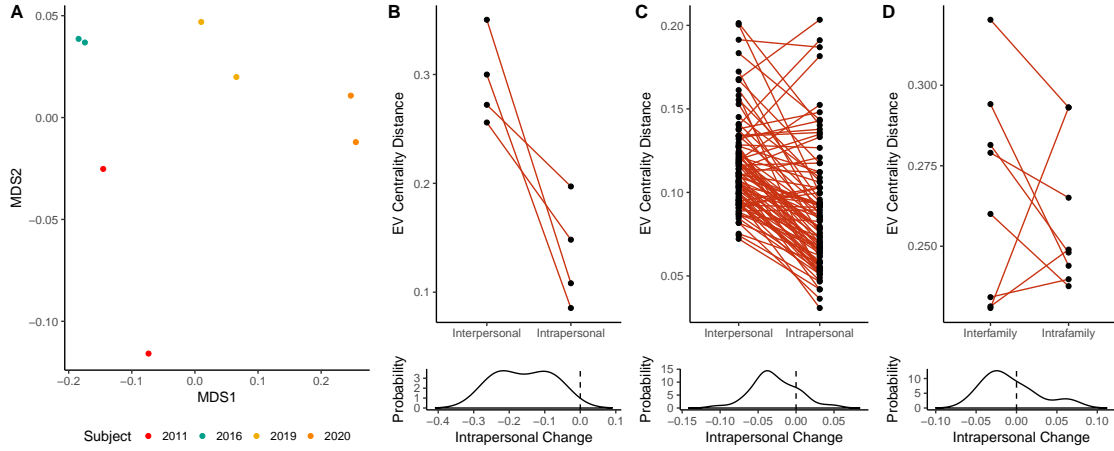 A
MDS2
0.05
0.00
−0.05
−0.10
−0.2 −0.1 0.0 0.1 0.2
MDS1
Subject 2011 2016 2019 2020
B
EV Centrality Distance
0.3
0.2
0.1
Interpersonal Intrapersonal
Probability
3
2
1
0
−0.4 −0.3 −0.2 −0.1 0.0 0.1
Intrapersonal Change
C
EV Centrality Distance
0.20
0.15
0.10
0.05
Interpersonal Intrapersonal
Probability
15
10
5
0
−0.15 −0.10 −0.05 0.00 0.05
Intrapersonal Change
D
EV Centrality Distance
0.300
0.275
0.250
Interfamily Intrafamily
Probability
10
5
0
−0.10 −0.05 0.00 0.05 0.10
Intrapersonal Change